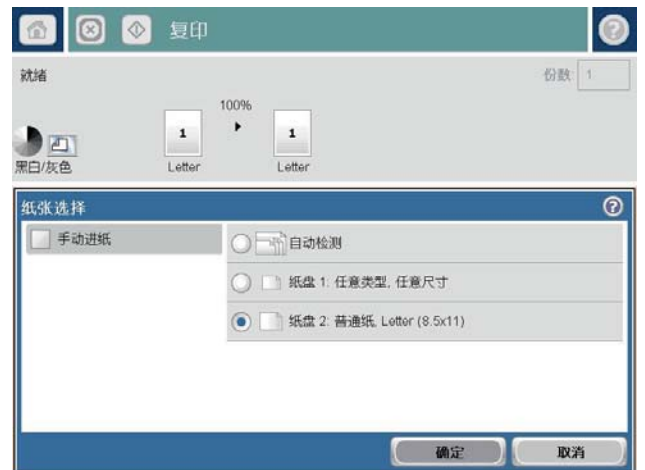 复印
就绪
份数: 1
100%
1
1
黑白/灰色
Letter
Letter
纸张选择
手动进纸
自动检测
纸盘 1: 任意类型, 任意尺寸
纸盘 2: 普通纸, Letter (8.5x11)
确定
取消